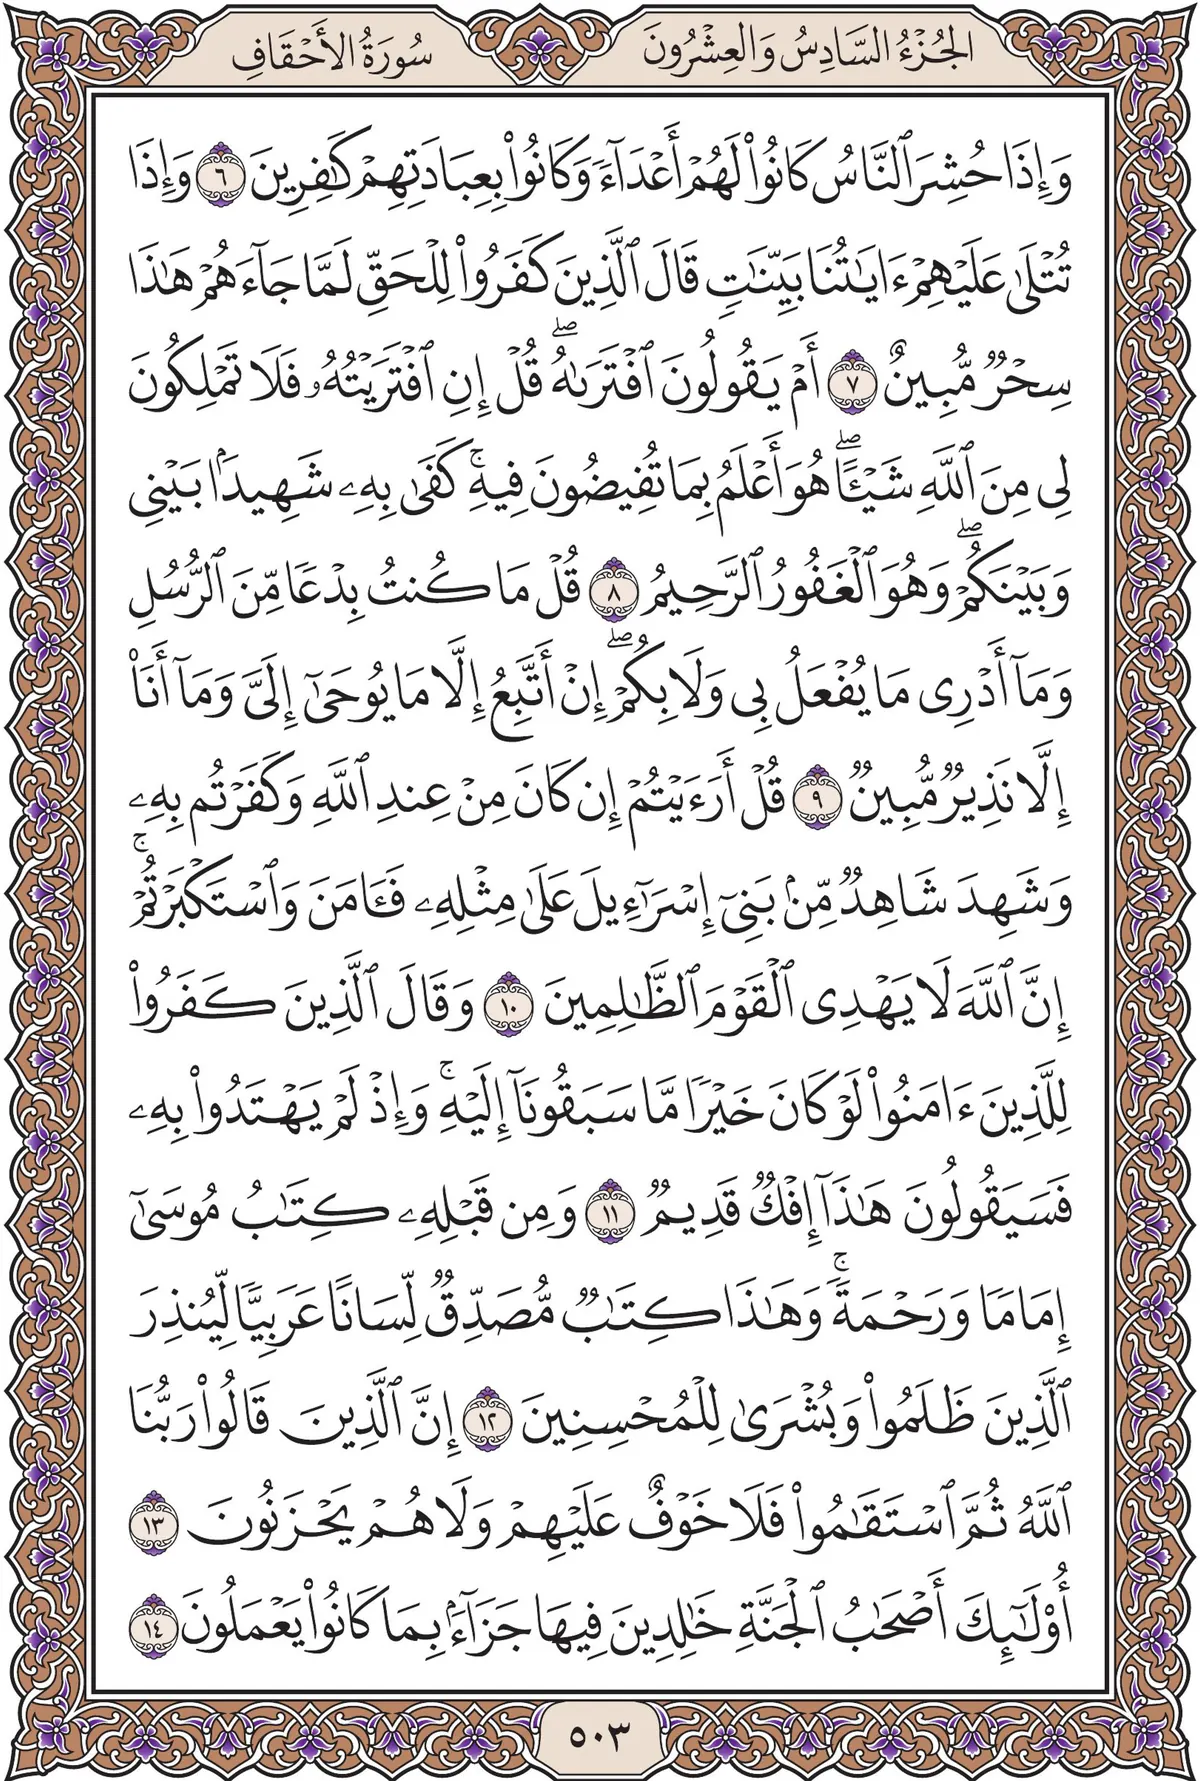 الجُزْءُ السَّادِسُ وَالعِشْرُونَ
سُورَةُ الأَحْقَافِ
وَإِذَا حُشِرَ ٱلنَّاسُ كَانُوا۟ لَهُمْ أَعْدَآءً وَكَانُوا۟ بِعِبَادَتِهِمْ كَـٰفِرِينَ ٦ وَإِذَا
تُتْلَىٰ عَلَيْهِمْ ءَايَـٰتُنَا بَيِّنَـٰتٍ قَالَ ٱلَّذِينَ كَفَرُوا۟ لِلْحَقِّ لَمَّا جَآءَهُمْ هَـٰذَا
سِحْرٌ مُّبِينٌ ٧ أَمْ يَقُولُونَ ٱفْتَرَىٰهُ ۖ قُلْ إِنِ ٱفْتَرَيْتُهُۥ فَلَا تَمْلِكُونَ
لِى مِنَ ٱللَّهِ شَيْـًٔا ۖ هُوَ أَعْلَمُ بِمَا تُفِيضُونَ فِيهِ ۚ كَفَىٰ بِهِۦ شَهِيدًۢا بَيْنِى
وَبَيْنَكُمْ ۖ وَهُوَ ٱلْغَفُورُ ٱلرَّحِيمُ ٨ قُلْ مَا كُنتُ بِدْعًا مِّنَ ٱلرُّسُلِ
وَمَآ أَدْرِى مَا يُفْعَلُ بِى وَلَا بِكُمْ ۖ إِنْ أَتَّبِعُ إِلَّا مَا يُوحَىٰٓ إِلَىَّ وَمَآ أَنَا۠
إِلَّا نَذِيرٌ مُّبِينٌ ٩ قُلْ أَرَءَيْتُمْ إِن كَانَ مِنْ عِندِ ٱللَّهِ وَكَفَرْتُم بِهِۦ
وَشَهِدَ شَاهِدٌ مِّنۢ بَنِىٓ إِسْرَٰٓءِيلَ عَلَىٰ مِثْلِهِۦ فَـَٔامَنَ وَٱسْتَكْبَرْتُمْ ۚ
إِنَّ ٱللَّهَ لَا يَهْدِى ٱلْقَوْمَ ٱلظَّـٰلِمِينَ ١٠ وَقَالَ ٱلَّذِينَ كَفَرُوا۟
لِلَّذِينَ ءَامَنُوا۟ لَوْ كَانَ خَيْرًا مَّا سَبَقُونَآ إِلَيْهِ ۚ وَإِذْ لَمْ يَهْتَدُوا۟ بِهِۦ
فَسَيَقُولُونَ هَـٰذَآ إِفْكٌ قَدِيمٌ ١١ وَمِن قَبْلِهِۦ كِتَـٰبُ مُوسَىٰٓ
إِمَامًا وَرَحْمَةً ۚ وَهَـٰذَا كِتَـٰبٌ مُّصَدِّقٌ لِّسَانًا عَرَبِيًّا لِّيُنذِرَ
ٱلَّذِينَ ظَلَمُوا۟ وَبُشْرَىٰ لِلْمُحْسِنِينَ ١٢ إِنَّ ٱلَّذِينَ قَالُوا۟ رَبُّنَا
ٱللَّهُ ثُمَّ ٱسْتَقَـٰمُوا۟ فَلَا خَوْفٌ عَلَيْهِمْ وَلَا هُمْ يَحْزَنُونَ ١٣
أُو۟لَـٰٓئِكَ أَصْحَـٰبُ ٱلْجَنَّةِ خَـٰلِدِينَ فِيهَا جَزَآءًۢ بِمَا كَانُوا۟ يَعْمَلُونَ ١٤
٥٠٣